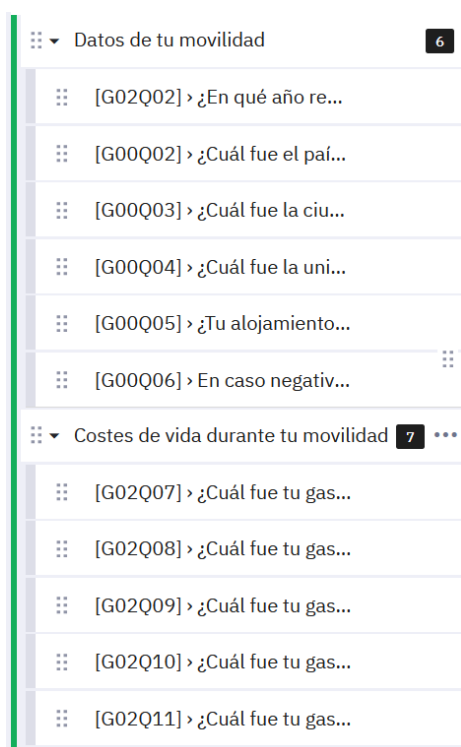 Datos de tu movilidad 6
[G02Q02] › ¿En qué año re...
[G00Q02] › ¿Cuál fue el paí...
[G00Q03] › ¿Cuál fue la ciu...
[G00Q04] › ¿Cuál fue la uni...
[G00Q05] › ¿Tu alojamiento...
[G00Q06] › En caso negativ...
Costes de vida durante tu movilidad 7 •••
[G02Q07] › ¿Cuál fue tu gas...
[G02Q08] › ¿Cuál fue tu gas...
[G02Q09] › ¿Cuál fue tu gas...
[G02Q10] › ¿Cuál fue tu gas...
[G02Q11] › ¿Cuál fue tu gas...